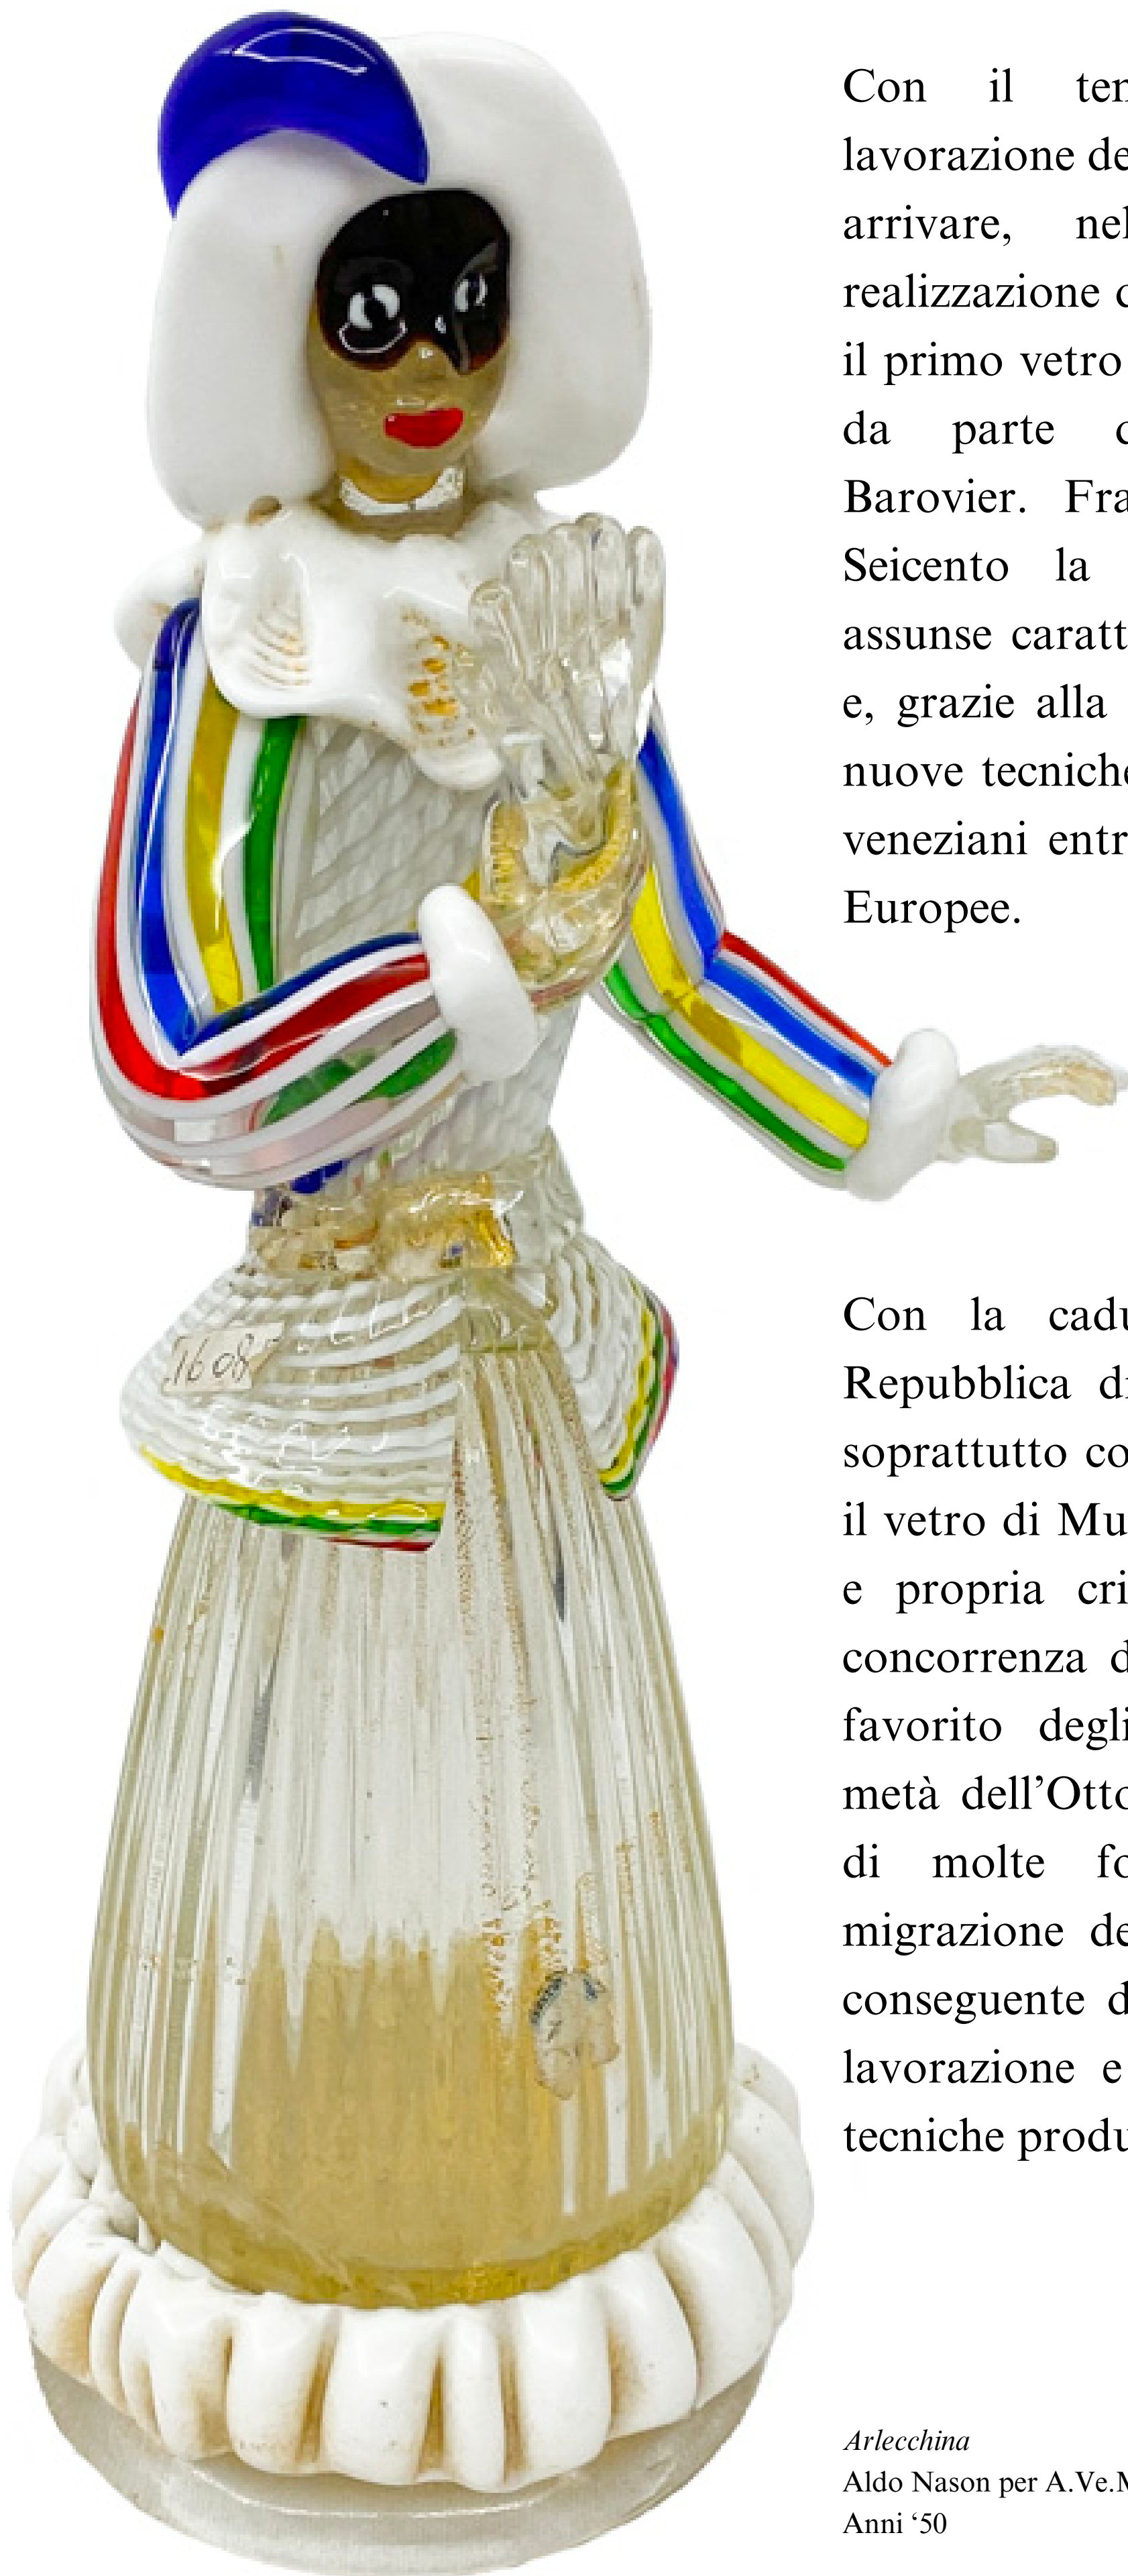 Con il ten
lavorazione de
arrivare, nel
realizzazione d
il primo vetro
da parte d
Barovier. Fra
Seicento la
assunse caratt
e, grazie alla
nuove tecniche
veneziani entr
Europee.
Con la cadu
Repubblica di
soprattutto co
il vetro di Mu
e propria cri
concorrenza d
favorito degli
metà dell’Otto
di molte fo
migrazione de
conseguente d
lavorazione e
tecniche produ
1608
Arlecchina
Aldo Nason per A.Ve.M
Anni ‘50